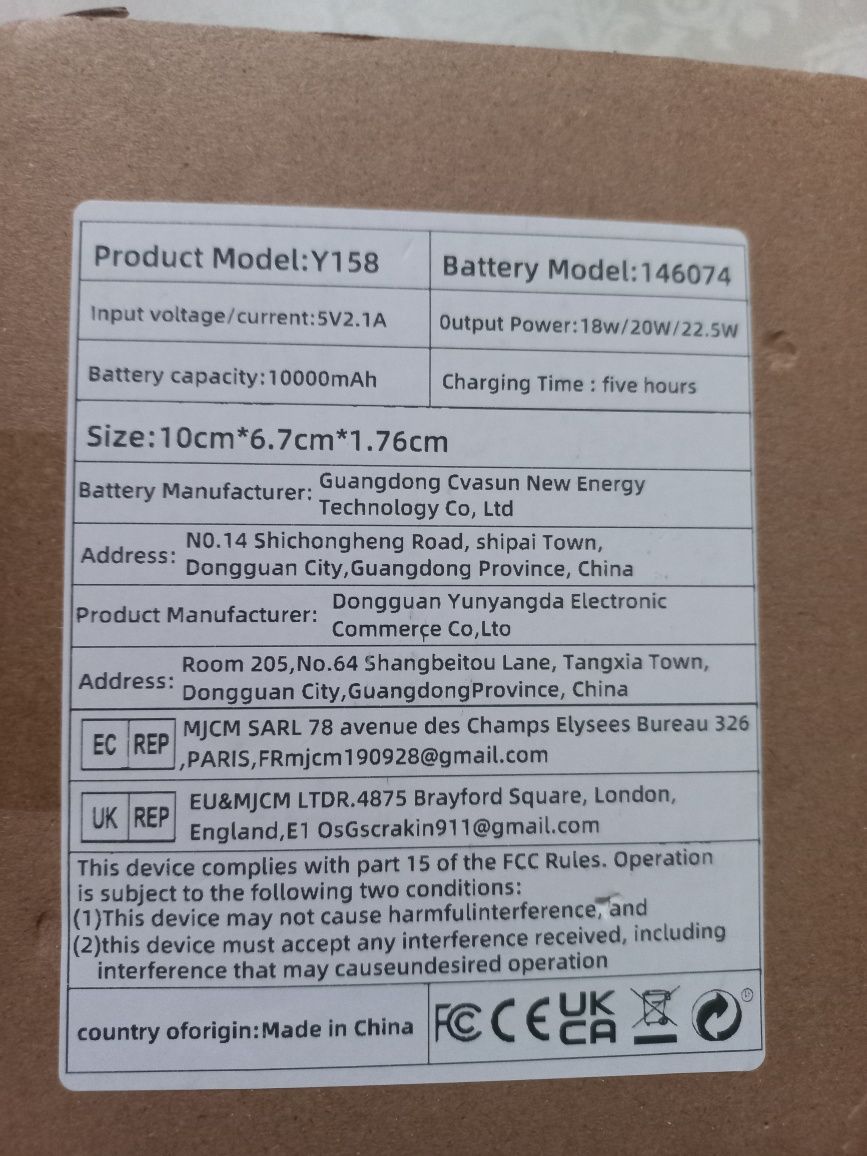 Product Model:Y158
Battery Model:146074
Input voltage/current:5V2.1A
Output Power:18w/20W/22.5W
Battery capacity:10000mAh
Charging Time : five hours
Size:10cm*6.7cm*1.76cm
Battery Manufacturer: Guangdong Cvasun New Energy
Technology Co, Ltd
Address: N0.14 Shichongheng Road, shipai Town,
Dongguan City,Guangdong Province, China
Product Manufacturer: Dongguan Yunyangda Electronic
Commerce Co,Lto
Address: Room 205,No.64 Shangbeitou Lane, Tangxia Town,
Dongguan City,GuangdongProvince, China
EC REP MJCM SARL 78 avenue des Champs Elysees Bureau 326
,PARIS,FRmjcm190928@gmail.com
UK REP EU&MJCM LTDR.4875 Brayford Square, London,
England,E1 OsGscrakin911@gmail.com
This device complies with part 15 of the FCC Rules. Operation
is subject to the following two conditions:
(1)This device may not cause harmfulinterference, and
(2)this device must accept any interference received, including
interference that may causeundesired operation
country oforigin:Made in China
FC CE UK
CA